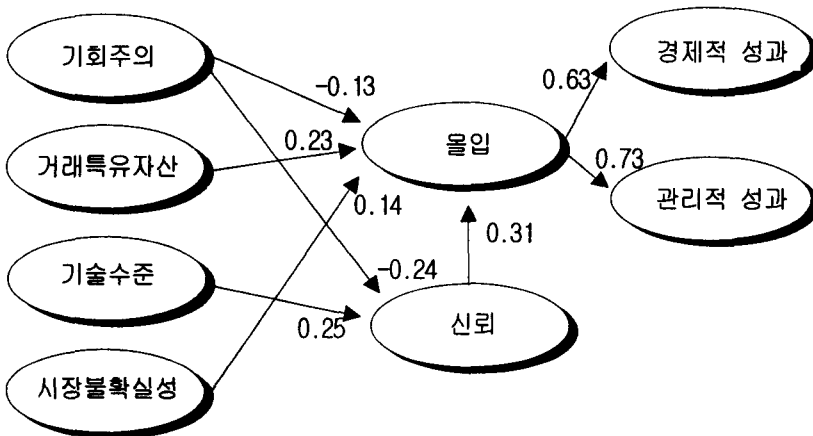 기회주의
경제적 성과
-0.13
0.63
0.23
몰입
거래특유자산
0.73
관리적 성과
0.14
0.31
기술수준
-0.24
0.25
신뢰
시장불확실성